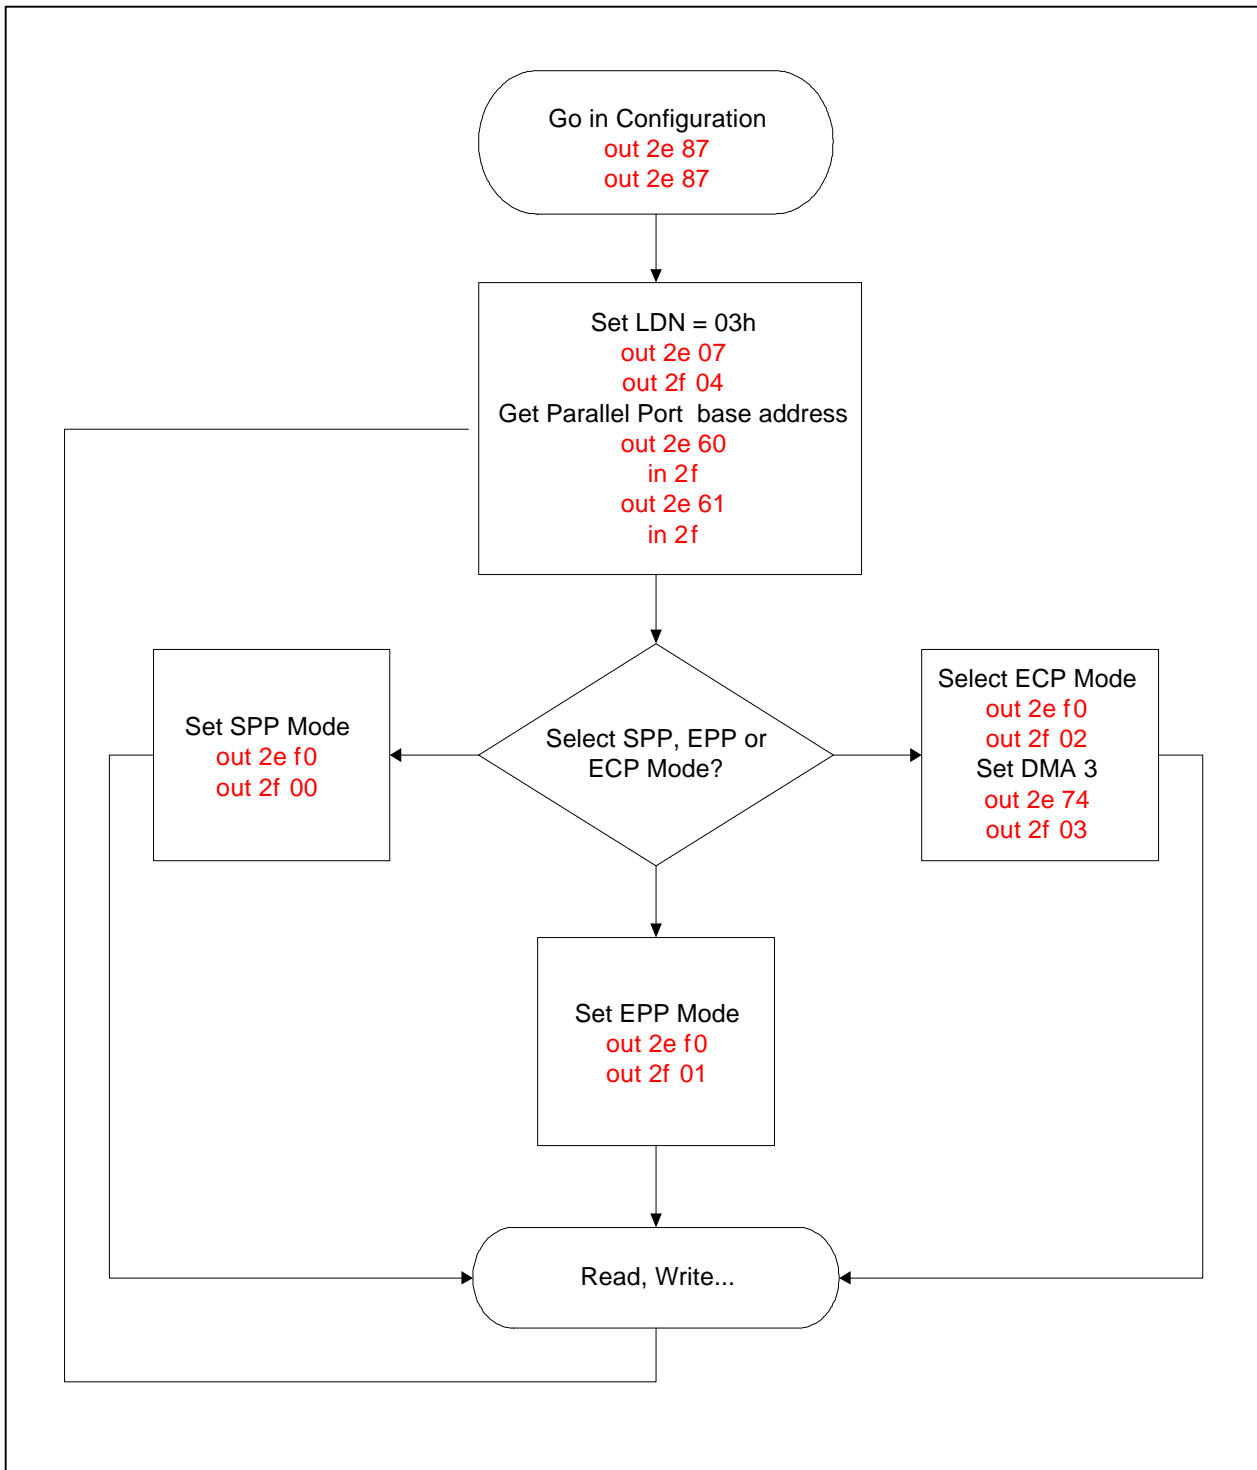 Go in Configuration
out 2e 87
out 2e 87
Set LDN = 03h
out 2e 07
out 2f 04
Get Parallel Port base address
out 2e 60
in 2f
out 2e 61
in 2f
Set SPP Mode
out 2e f0
out 2f 00
Select SPP, EPP or
ECP Mode?
Select ECP Mode
out 2e f0
out 2f 02
Set DMA 3
out 2e 74
out 2f 03
Set EPP Mode
out 2e f0
out 2f 01
Read, Write...